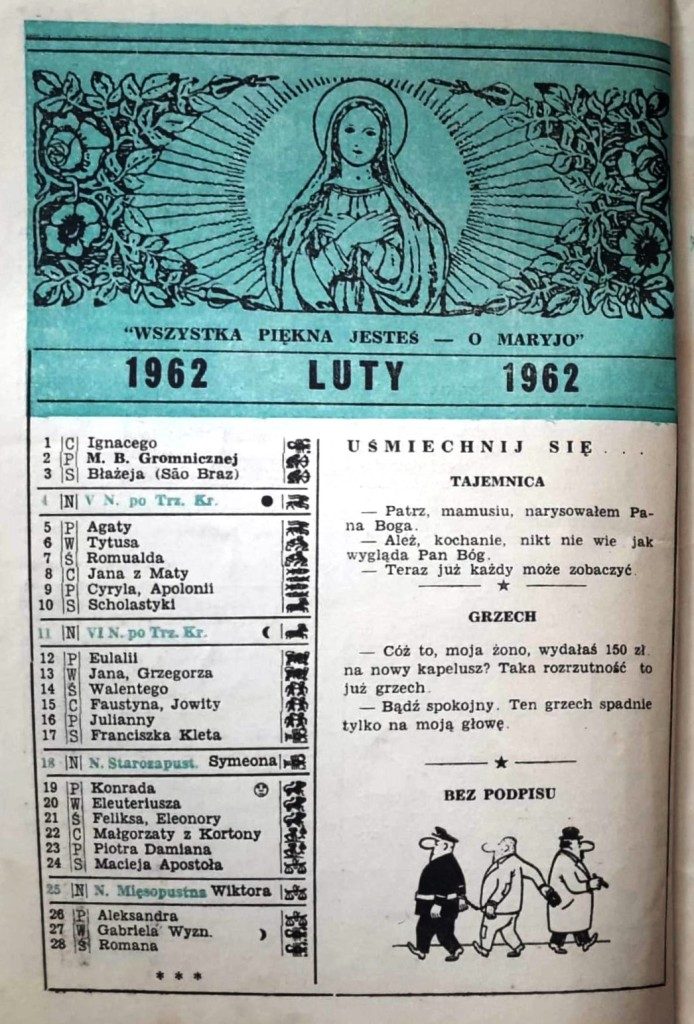 "WSZYSTKA PIĘKNA JESTEŚ — O MARYJO"
1962 LUTY 1962
1 C Ignacego
2 P M. B. Gromnicznej
3 S Błażeja (São Braz)
4 N V N. po Trz. Kr.
5 P Agaty
6 W Tytusa
7 Ś Romualda
8 C Jana z Maty
9 P Cyryla, Apolonii
10 S Scholastyki
11 N VI N. po Trz. Kr.
12 P Eulalii
13 W Jana, Grzegorza
14 Ś Walentego
15 C Faustyna, Jowity
16 P Julianny
17 S Franciszka Kleta
18 N N. Starozapust. Symeona
19 P Konrada
20 W Eleuteriusza
21 Ś Feliksa, Eleonory
22 C Małgorzaty z Kortony
23 P Piotra Damiana
24 S Macieja Apostoła
25 N N. Mięsopustna Wiktora
26 P Aleksandra
27 W Gabriela Wyzn.
28 Ś Romana
* * *
UŚMIECHNIJ SIĘ...
TAJEMNICA
— Patrz, mamusiu, narysowałem Pa-
na Boga.
— Ależ, kochanie, nikt nie wie jak
wygląda Pan Bóg.
— Teraz już każdy może zobaczyć.
GRZECH
— Cóż to, moja żono, wydałaś 150 zł.
na nowy kapelusz? Taka rozrzutność to
już grzech.
— Bądź spokojny. Ten grzech spadnie
tylko na moją głowę.
BEZ PODPISU